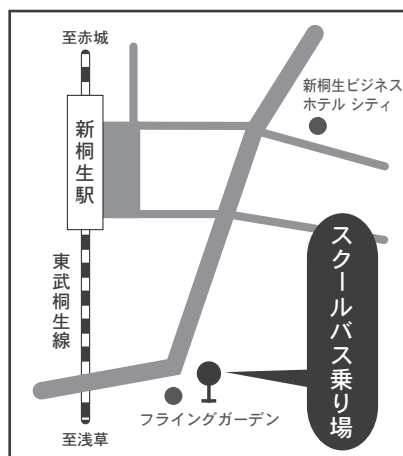 至赤城
新桐生駅
東武桐生線
至浅草
新桐生ビジネス
ホテル シティ
スクールバス乗り場
フライングガーデン